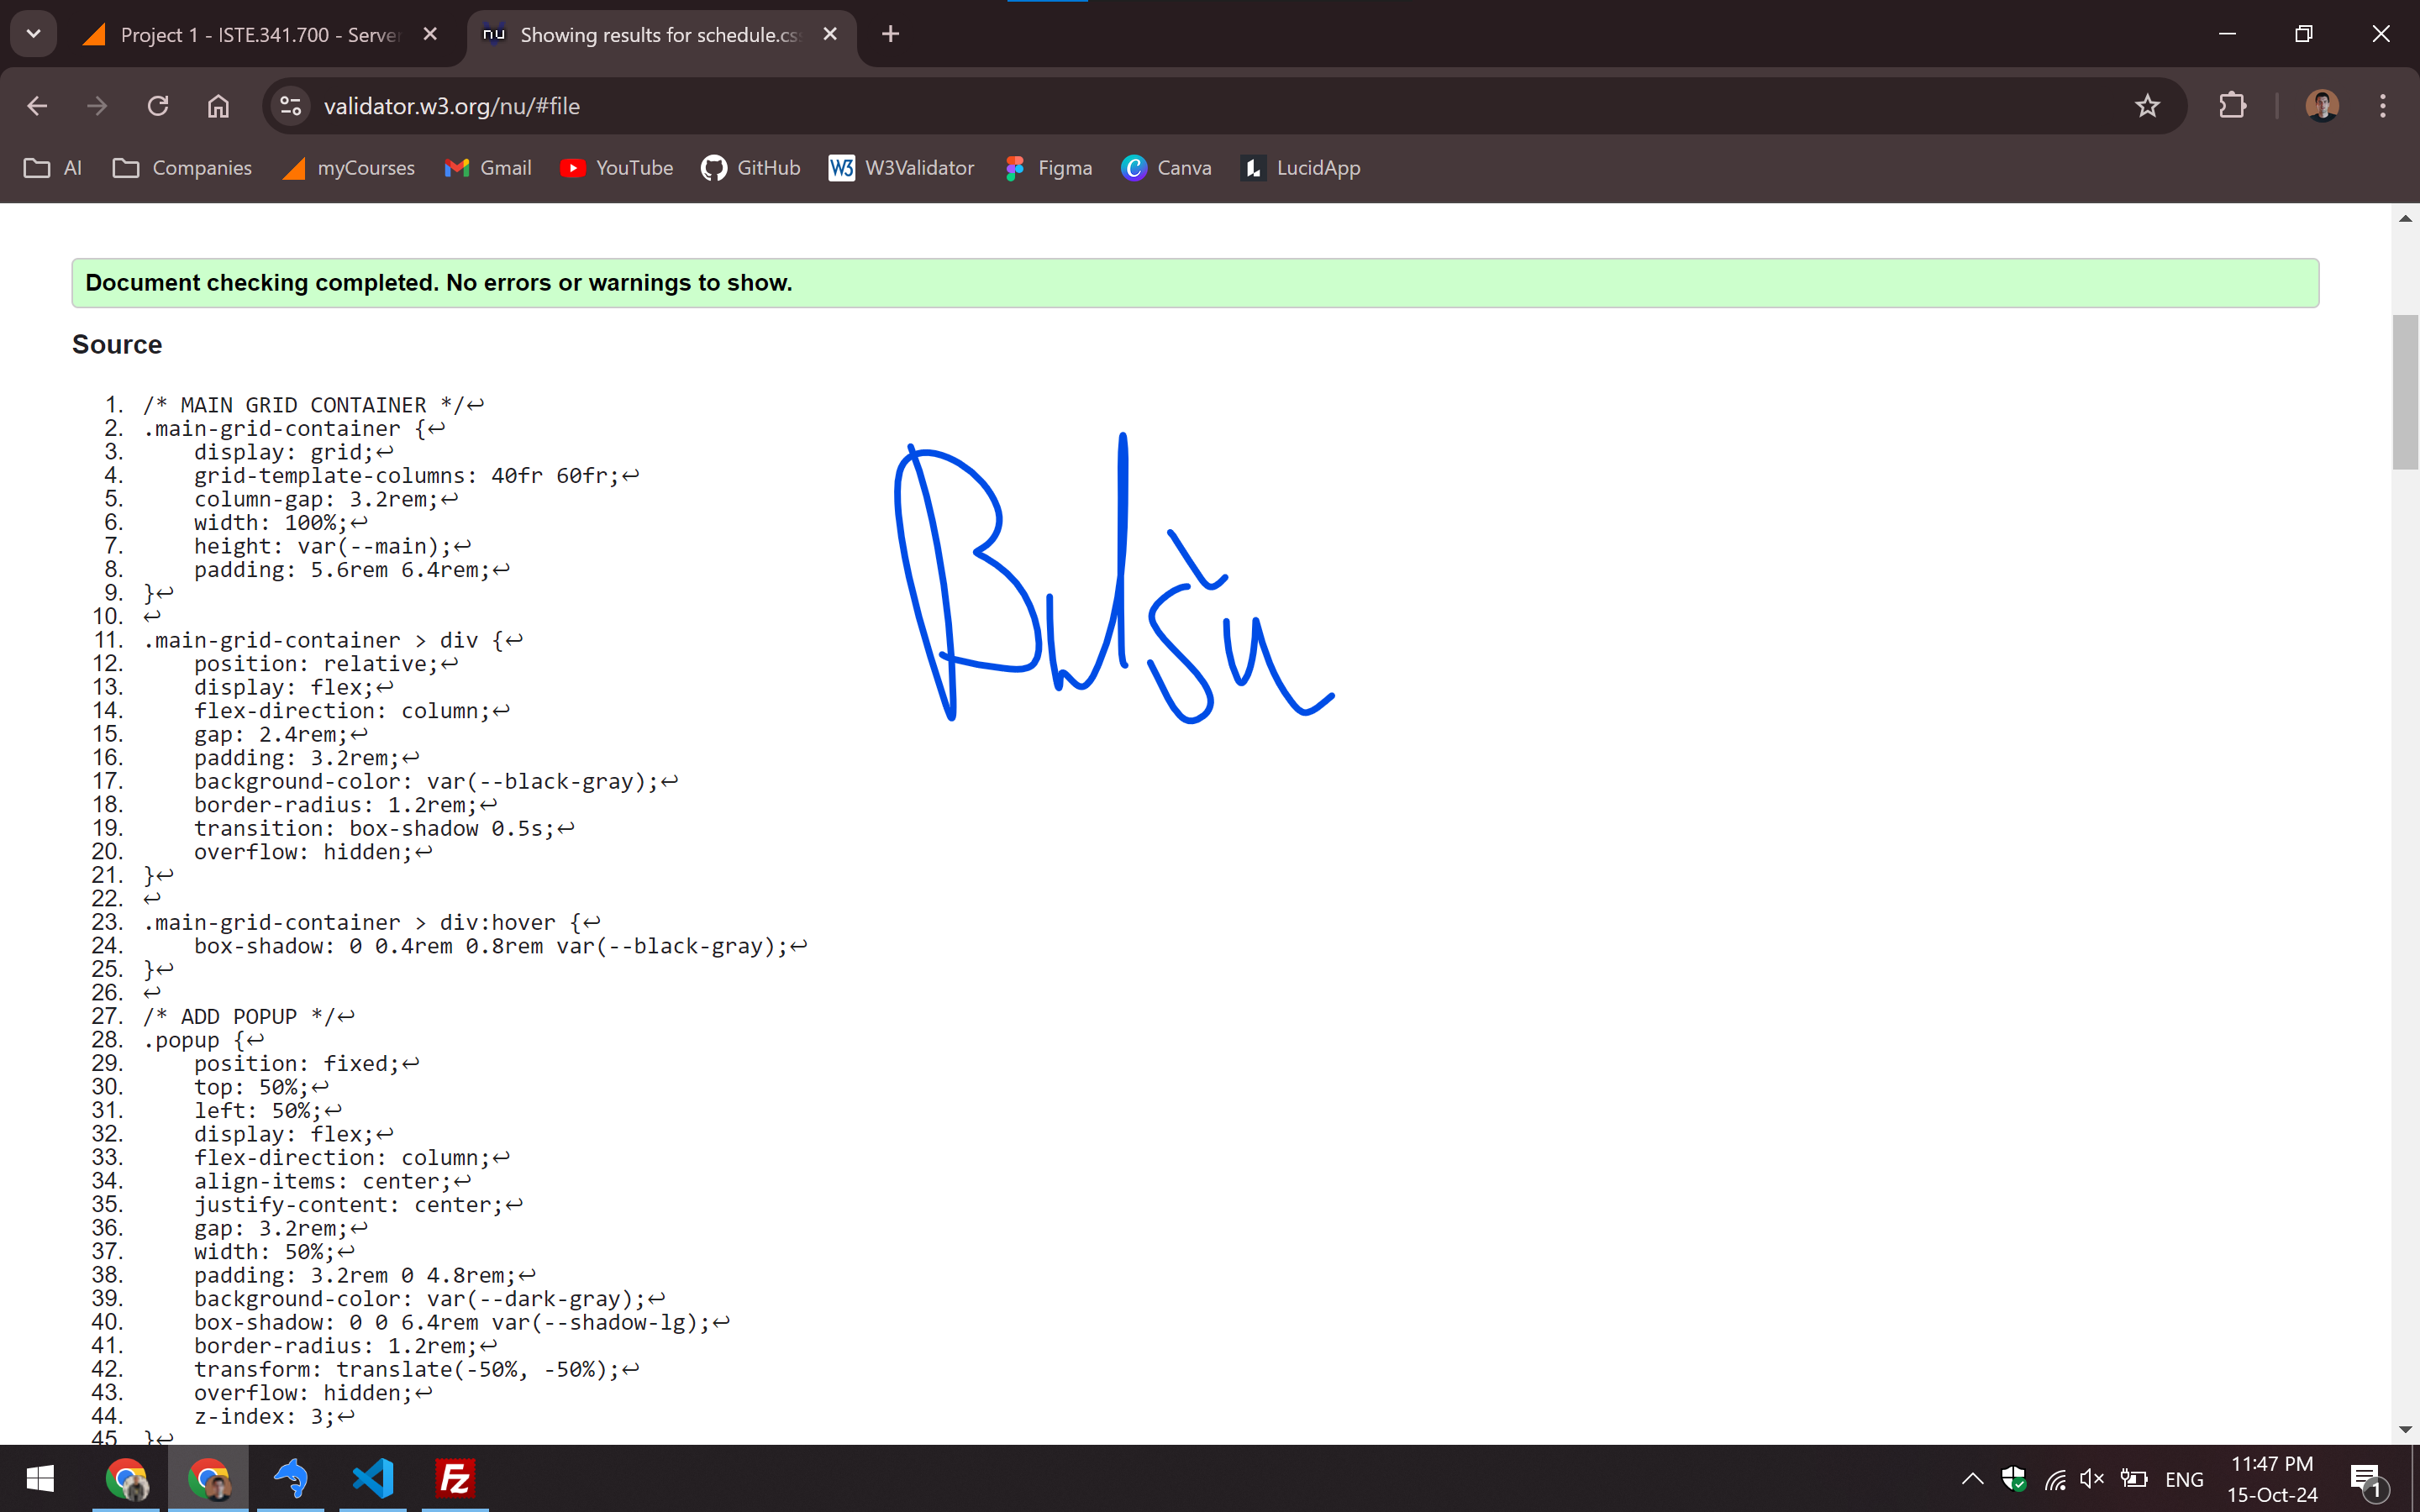 Project 1 - ISTE.341.700 - Server
Showing results for schedule.css
validator.w3.org/nu/#file
AI Companies myCourses Gmail YouTube GitHub W3Validator Figma Canva LucidApp
Document checking completed. No errors or warnings to show.
Source
1. /* MAIN GRID CONTAINER */↩
2. .main-grid-container {↩
3. display: grid;↩
4. grid-template-columns: 40fr 60fr;↩
5. column-gap: 3.2rem;↩
6. width: 100%;↩
7. height: var(--main);↩
8. padding: 5.6rem 6.4rem;↩
9. }↩
10. ↩
11. .main-grid-container > div {↩
12. position: relative;↩
13. display: flex;↩
14. flex-direction: column;↩
15. gap: 2.4rem;↩
16. padding: 3.2rem;↩
17. background-color: var(--black-gray);↩
18. border-radius: 1.2rem;↩
19. transition: box-shadow 0.5s;↩
20. overflow: hidden;↩
21. }↩
22. ↩
23. .main-grid-container > div:hover {↩
24. box-shadow: 0 0.4rem 0.8rem var(--black-gray);↩
25. }↩
26. ↩
27. /* ADD POPUP */↩
28. .popup {↩
29. position: fixed;↩
30. top: 50%;↩
31. left: 50%;↩
32. display: flex;↩
33. flex-direction: column;↩
34. align-items: center;↩
35. justify-content: center;↩
36. gap: 3.2rem;↩
37. width: 50%;↩
38. padding: 3.2rem 0 4.8rem;↩
39. background-color: var(--dark-gray);↩
40. box-shadow: 0 0 6.4rem var(--shadow-lg);↩
41. border-radius: 1.2rem;↩
42. transform: translate(-50%, -50%);↩
43. overflow: hidden;↩
44. z-index: 3;↩
45. }↩
ENG
11:47 PM
15-Oct-24
1